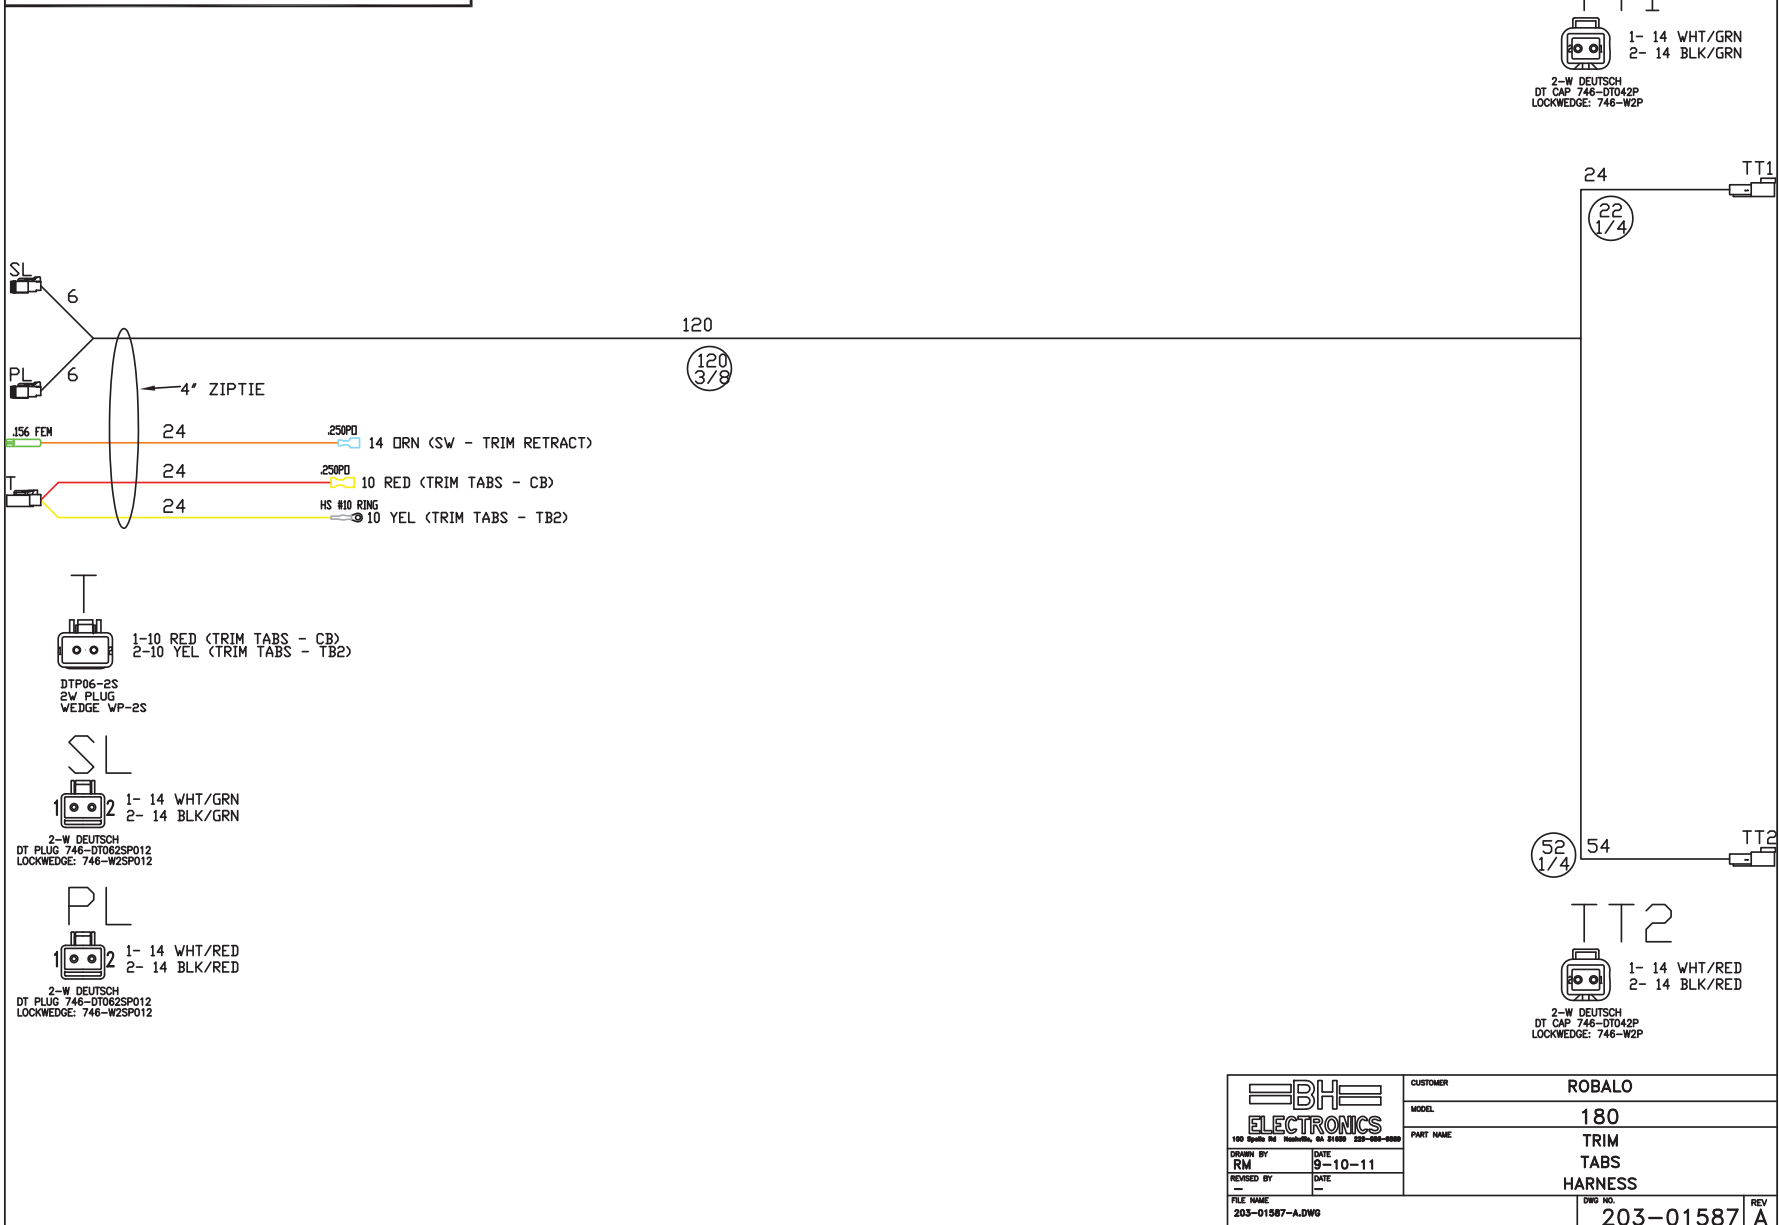 1- 14 WHT/GRN
2- 14 BLK/GRN
2-W DEUTSCH
DT CAP 746-DT042P
LOCKWEDGE: 746-W2P
24
TT1
22
1/4
SL
6
120
120
3/8
PL
6
4" ZIPTIE
.156 FEM
24
.250PD
14 ORN (SW - TRIM RETRACT)
T
24
.250PD
10 RED (TRIM TABS - CB)
24
HS #10 RING
10 YEL (TRIM TABS - TB2)
T
1-10 RED (TRIM TABS - CB)
2-10 YEL (TRIM TABS - TB2)
DTP06-2S
2W PLUG
WEDGE WP-2S
SL
1 2
1- 14 WHT/GRN
2- 14 BLK/GRN
2-W DEUTSCH
DT PLUG 746-DT062SP012
LOCKWEDGE: 746-W2SP012
PL
1 2
1- 14 WHT/RED
2- 14 BLK/RED
2-W DEUTSCH
DT PLUG 746-DT062SP012
LOCKWEDGE: 746-W2SP012
52
1/4
54
TT2
TT2
2 1
1- 14 WHT/RED
2- 14 BLK/RED
2-W DEUTSCH
DT CAP 746-DT042P
LOCKWEDGE: 746-W2P
BH
ELECTRONICS
CUSTOMER
ROBALO
MODEL
180
PART NAME
TRIM
TABS
HARNESS
DRAWN BY
RM
DATE
9-10-11
REVISED BY
-
DATE
-
FILE NAME
203-01587-A.DWG
DWG NO.
203-01587
REV
A